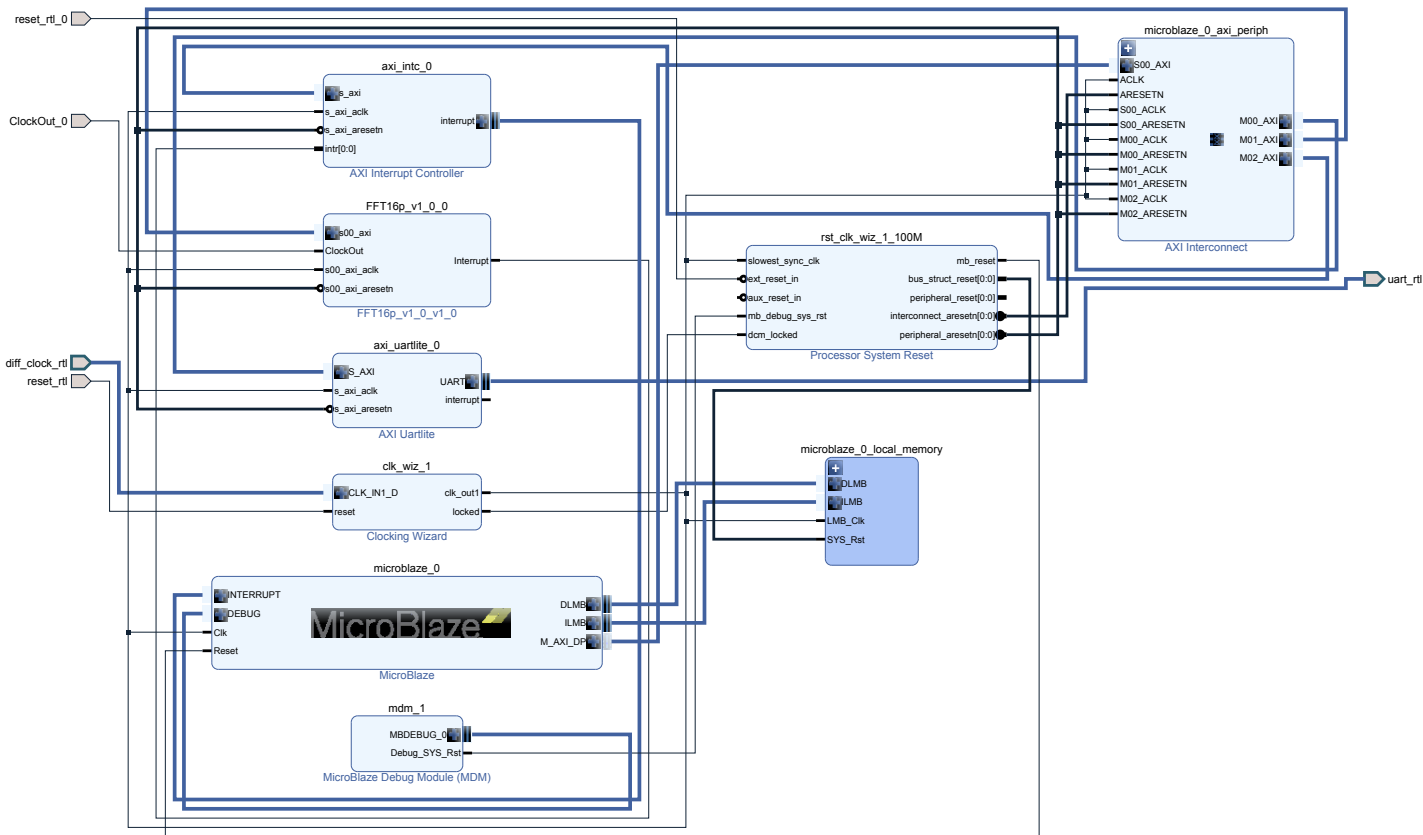 reset_rtl_0
ClockOut_0
diff_clock_rtl
reset_rtl
axi_intc_0
s_axi
s_axi_aclk
s_axi_aresetn
intr[0:0]
interrupt
AXI Interrupt Controller
FFT16p_v1_0_0
s00_axi
ClockOut
s00_axi_aclk
s00_axi_aresetn
Interrupt
FFT16p_v1_0_v1_0
axi_uartlite_0
S_AXI
s_axi_aclk
s_axi_aresetn
UART
interrupt
AXI Uartlite
clk_wiz_1
CLK_IN1_D
reset
clk_out1
locked
Clocking Wizard
microblaze_0
INTERRUPT
DEBUG
Clk
Reset
MicroBlaze
DLMB
ILMB
M_AXI_DP
MicroBlaze
mdm_1
MBDEBUG_0
Debug_SYS_Rst
MicroBlaze Debug Module (MDM)
rst_clk_wiz_1_100M
slowest_sync_clk
ext_reset_in
aux_reset_in
mb_debug_sys_rst
dcm_locked
mb_reset
bus_struct_reset[0:0]
peripheral_reset[0:0]
interconnect_aresetn[0:0]
peripheral_aresetn[0:0]
Processor System Reset
microblaze_0_local_memory
DLMB
ILMB
LMB_Clk
SYS_Rst
microblaze_0_axi_periph
S00_AXI
ACLK
ARESETN
S00_ACLK
S00_ARESETN
M00_ACLK
M00_ARESETN
M01_ACLK
M01_ARESETN
M02_ACLK
M02_ARESETN
M00_AXI
M01_AXI
M02_AXI
AXI Interconnect
uart_rtl